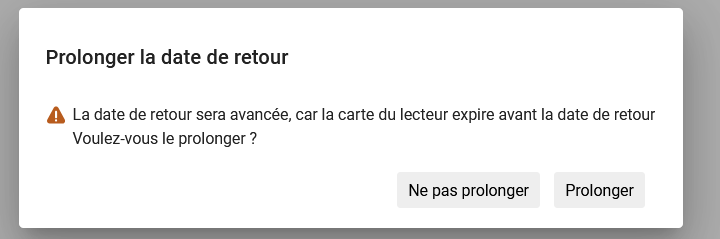 Prolonger la date de retour
La date de retour sera avancée, car la carte du lecteur expire avant la date de retour
Voulez-vous le prolonger ?
Ne pas prolonger
Prolonger